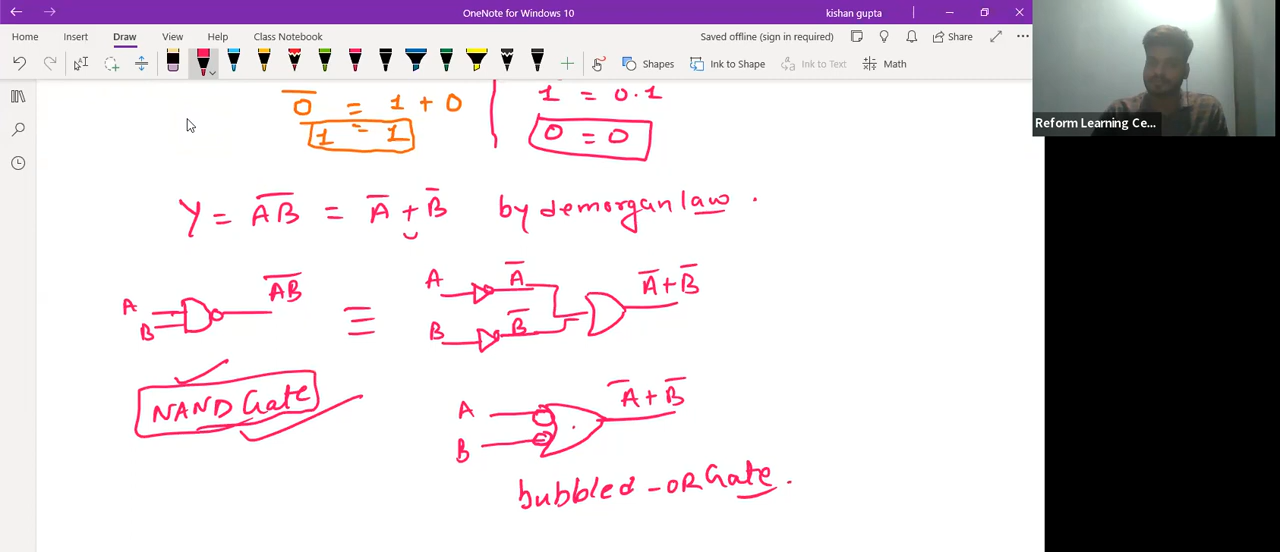 OneNote for Windows 10
kishan gupta
Home Insert Draw View Help Class Notebook
Saved offline (sign in required) Share
Shapes Ink to Shape Ink to Text Math
Reform Learning Ce...
0̅ = 1 + 0
1 = 1
1 = 0.1
0 = 0
Y = A̅B̅ = A̅ + B̅ by demorgan law.
A
B
A̅B̅
≡
A A̅
B B̅
A̅+B̅
NAND Gate
A
B
A̅+B̅
bubbled-OR Gate.